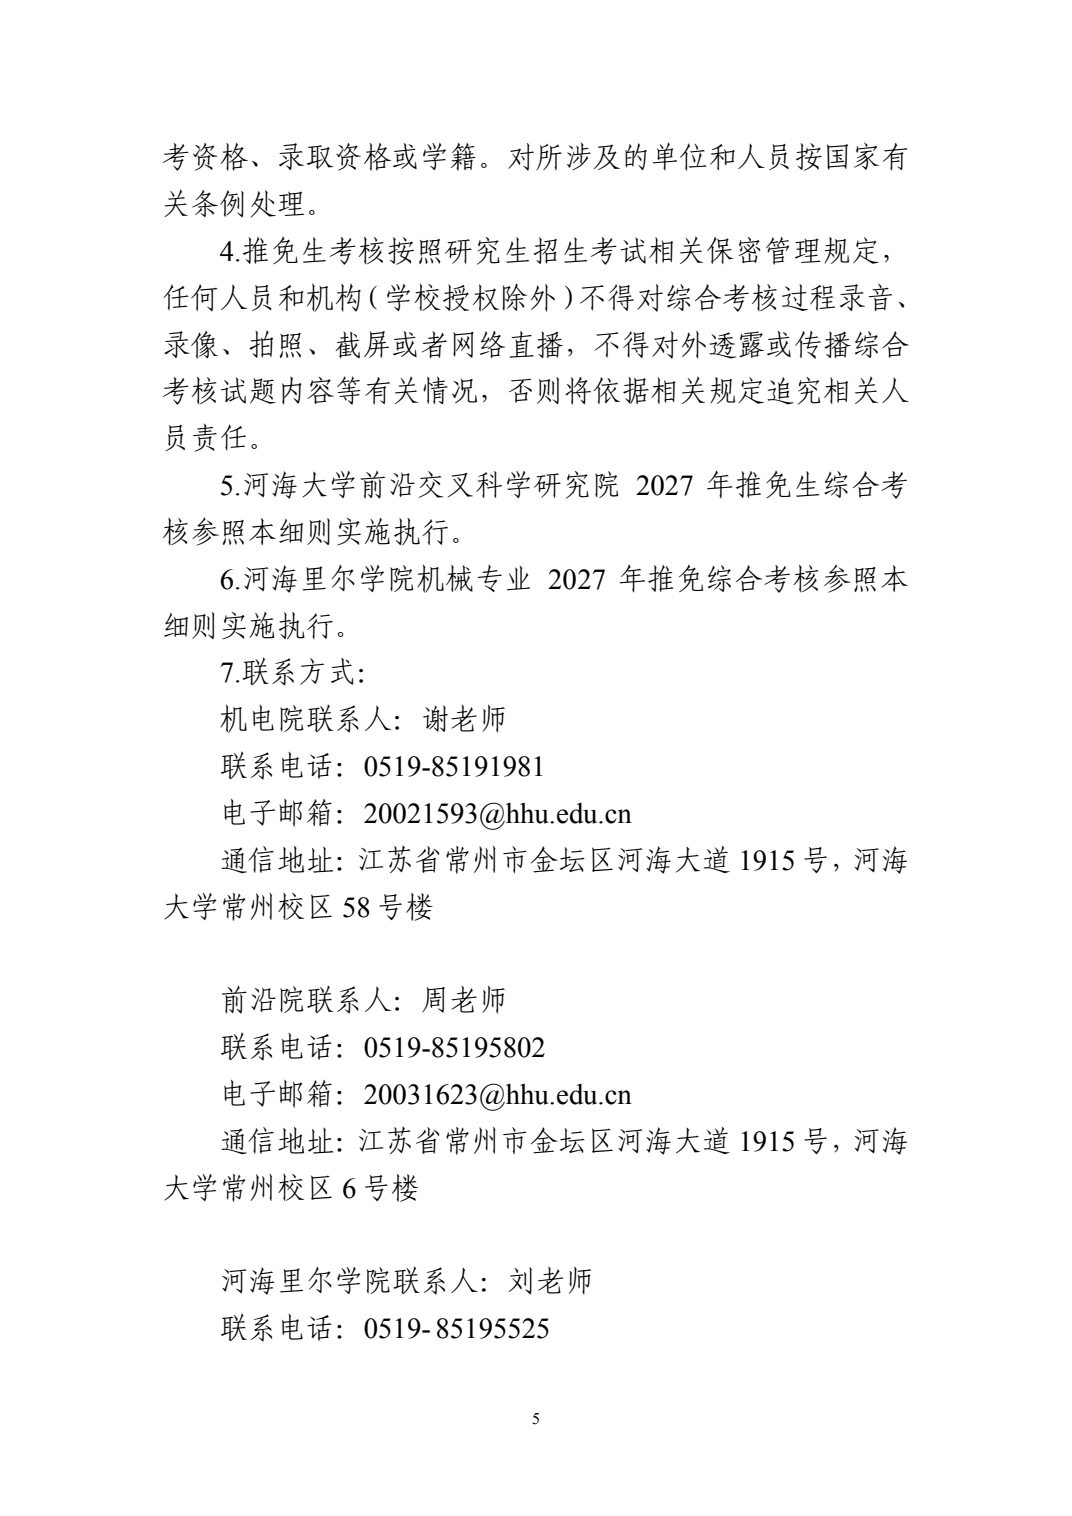 考资格、录取资格或学籍。对所涉及的单位和人员按国家有
关条例处理。
4.推免生考核按照研究生招生考试相关保密管理规定，
任何人员和机构（学校授权除外）不得对综合考核过程录音、
录像、拍照、截屏或者网络直播，不得对外透露或传播综合
考核试题内容等有关情况，否则将依据相关规定追究相关人
员责任。
5.河海大学前沿交叉科学研究院 2027 年推免生综合考
核参照本细则实施执行。
6.河海里尔学院机械专业 2027 年推免综合考核参照本
细则实施执行。
7.联系方式：
机电院联系人：谢老师
联系电话：0519-85191981
电子邮箱：20021593@hhu.edu.cn
通信地址：江苏省常州市金坛区河海大道 1915 号，河海
大学常州校区 58 号楼
前沿院联系人：周老师
联系电话：0519-85195802
电子邮箱：20031623@hhu.edu.cn
通信地址：江苏省常州市金坛区河海大道 1915 号，河海
大学常州校区 6 号楼
河海里尔学院联系人：刘老师
联系电话：0519-85195525
5